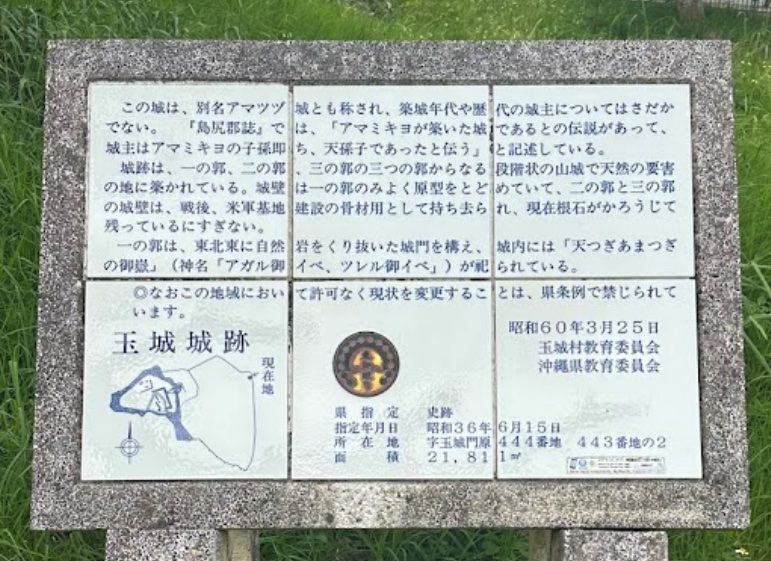 この城は、別名アマツヅ城とも称され、築城年代や歴代の城主についてはさだか
でない。『島尻郡誌』では、「アマミキヨが築いた城であるとの伝説があって、
城主はアマミキヨの子孫即ち、天孫子であったと伝う」と記述している。
城跡は、一の郭、二の郭、三の郭の三つの郭からなる段階状の山城で天然の要害
の地に築かれている。城壁は一の郭のみよく原型をとどめていて、二の郭と三の郭
の城壁は、戦後、米軍基地建設の骨材用として持ち去られ、現在根石がかろうじて
残っているにすぎない。
一の郭は、東北東に自然岩をくり抜いた城門を構え、城内には「天つぎあまつぎ
の御嶽」（神名「アガル御イベ、ツレル御イベ」）が祀られている。
◎なおこの地域において許可なく現状を変更することは、県条例で禁じられて
います。
玉城城跡
現在地
昭和60年3月25日
玉城村教育委員会
沖縄県教育委員会
県指定 史跡
指定年月日 昭和36年6月15日
所在地 字玉城門原444番地 443番地の2
面積 21,811㎡